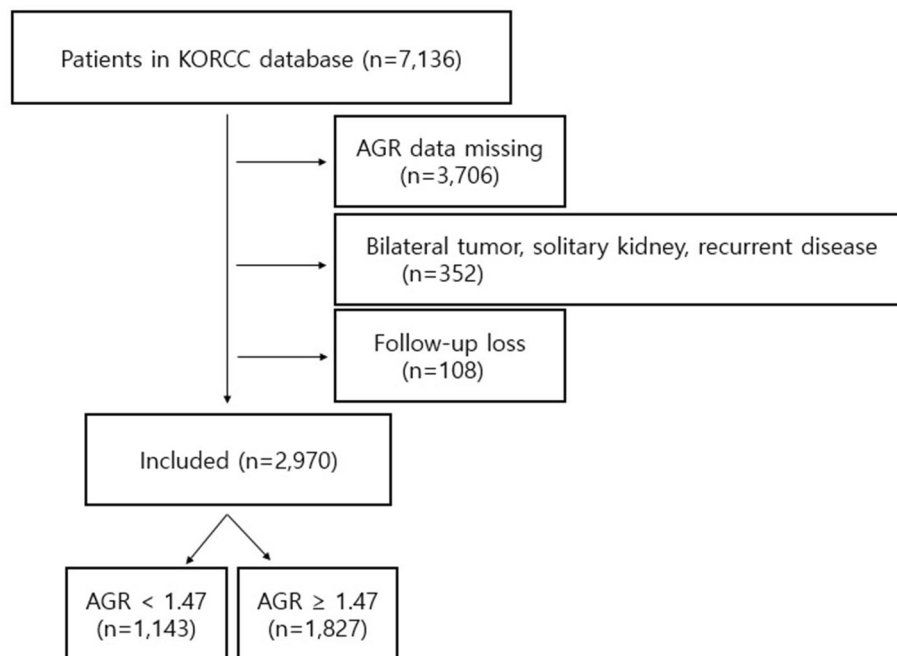 Patients in KORCC database (n=7,136)
AGR data missing
(n=3,706)
Bilateral tumor, solitary kidney, recurrent disease
(n=352)
Follow-up loss
(n=108)
Included (n=2,970)
AGR < 1.47
(n=1,143)
AGR ≥ 1.47
(n=1,827)